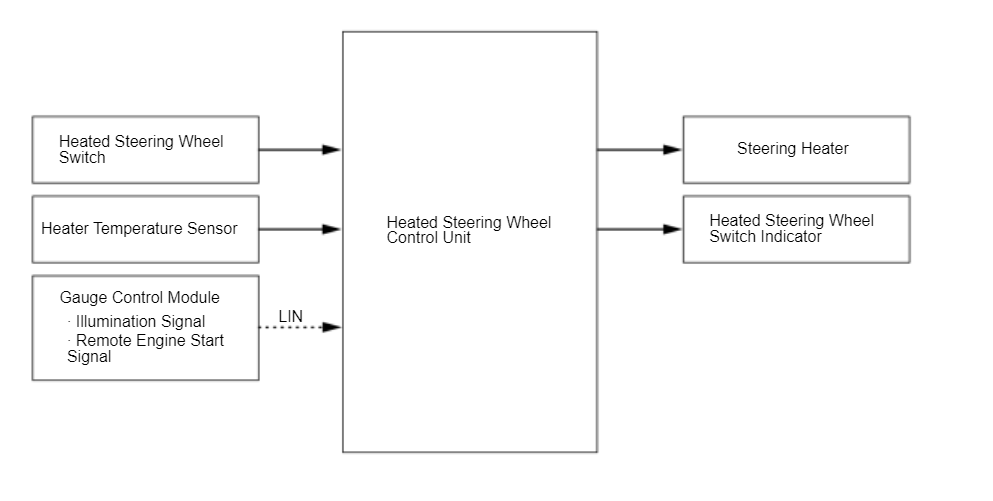 Heated Steering Wheel
Switch
Heater Temperature Sensor
Gauge Control Module
· Illumination Signal
· Remote Engine Start
Signal
LIN
Heated Steering Wheel
Control Unit
Steering Heater
Heated Steering Wheel
Switch Indicator